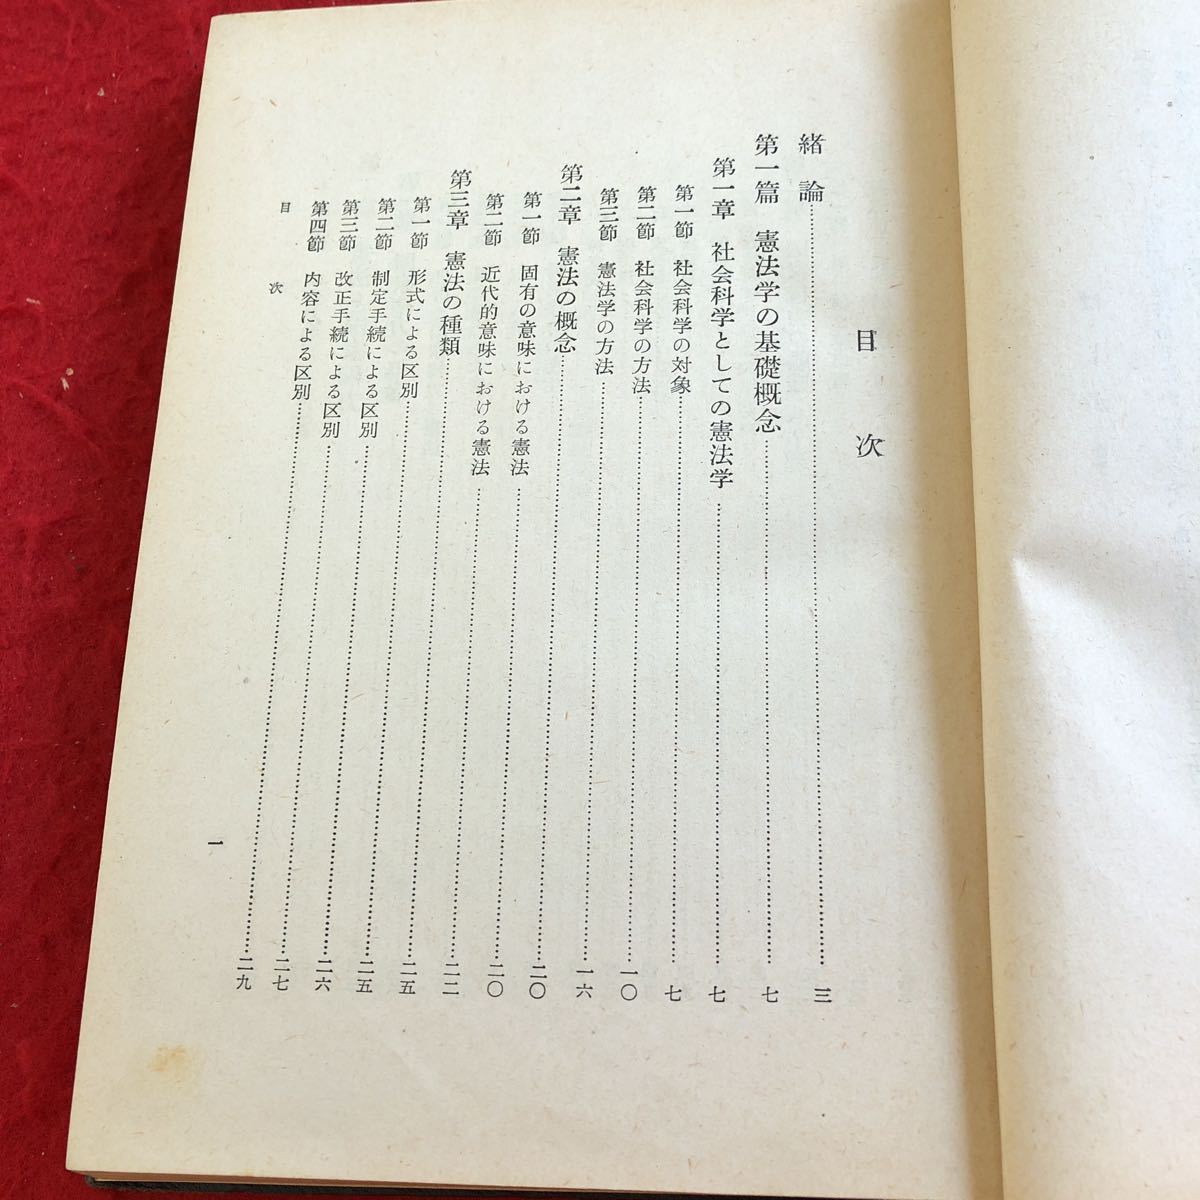 目次
緒論……三
第一篇 憲法学の基礎概念……七
第一章 社会科学としての憲法学……七
第一節 社会科学の対象……七
第二節 社会科学の方法……一〇
第三節 憲法学の方法……一六
第二章 憲法の概念……二〇
第一節 固有の意味における憲法……二〇
第二節 近代的意味における憲法……二二
第三章 憲法の種類……二五
第一節 形式による区別……二五
第二節 制定手続による区別……二六
第三節 改正手続による区別……二七
第四節 内容による区別……二九
目次
一